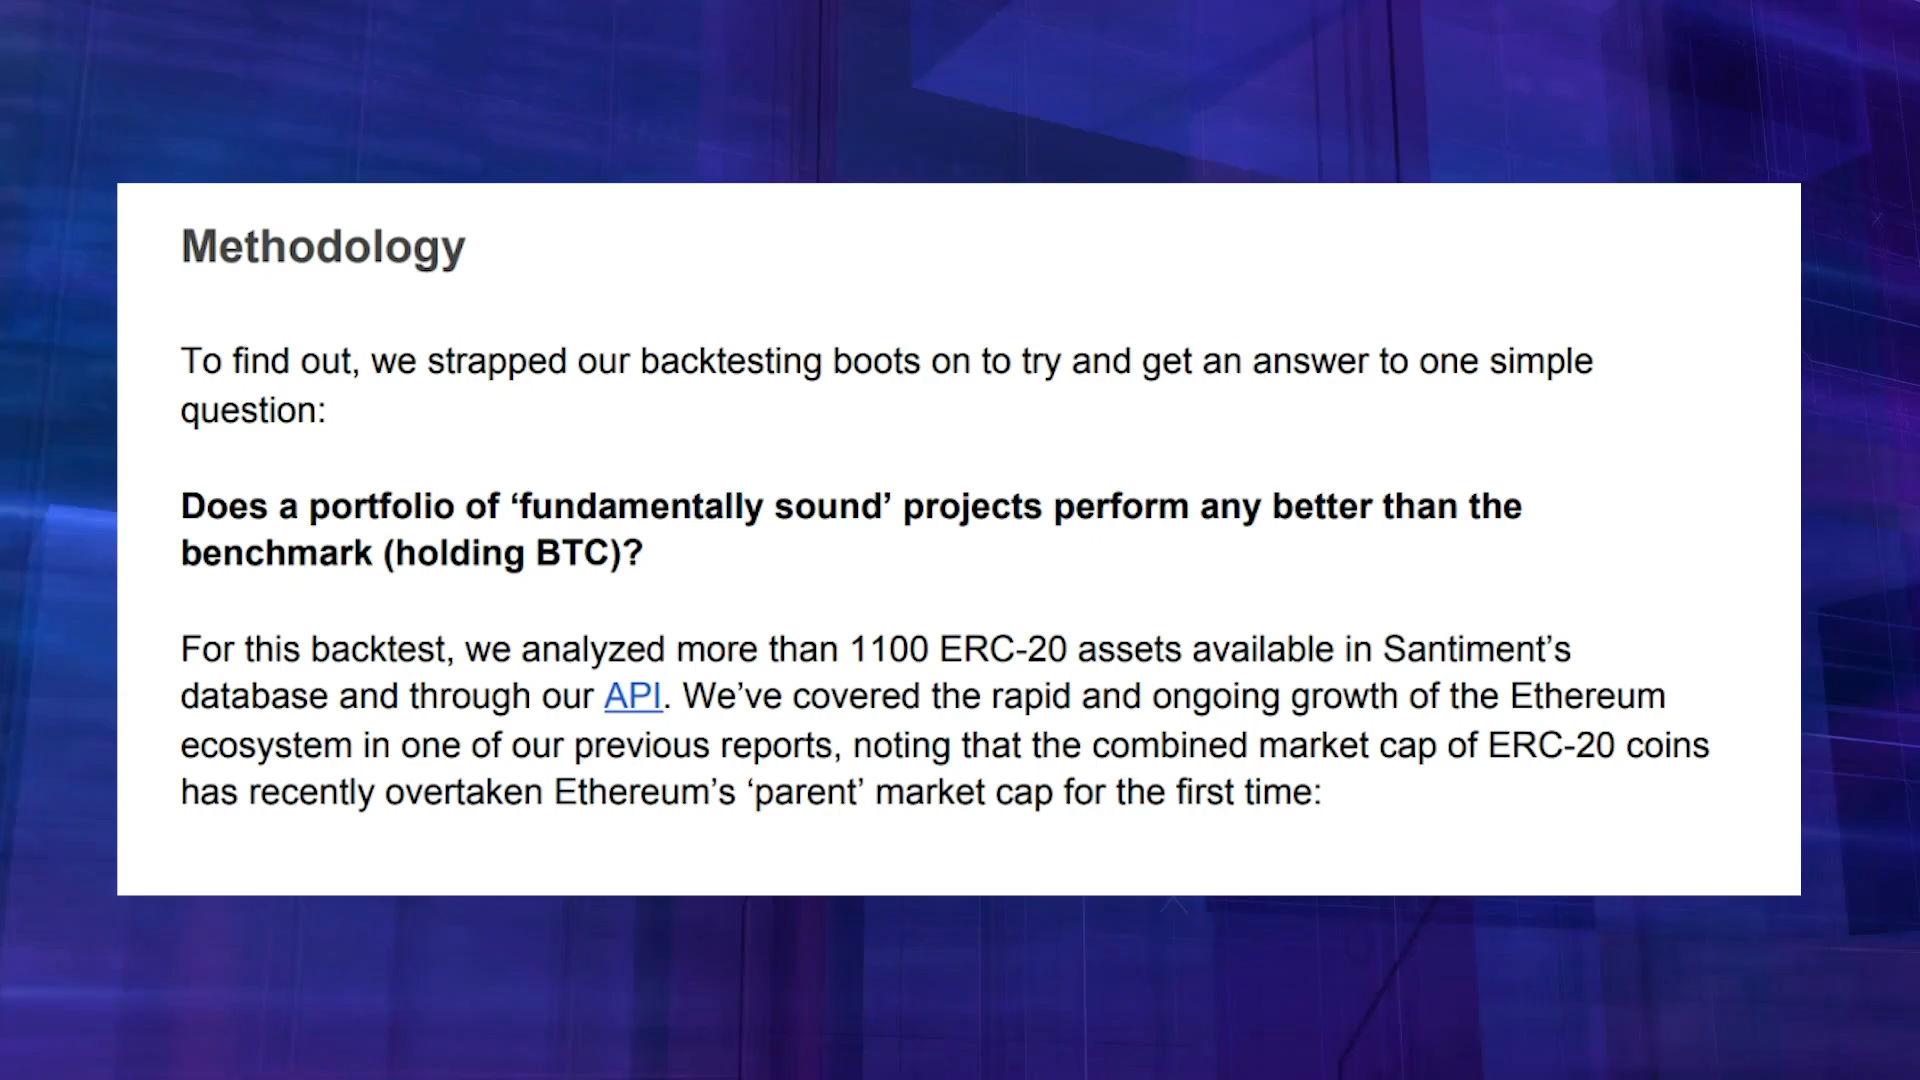 Methodology
To find out, we strapped our backtesting boots on to try and get an answer to one simple
question:
Does a portfolio of ‘fundamentally sound’ projects perform any better than the
benchmark (holding BTC)?
For this backtest, we analyzed more than 1100 ERC-20 assets available in Santiment’s
database and through our API. We’ve covered the rapid and ongoing growth of the Ethereum
ecosystem in one of our previous reports, noting that the combined market cap of ERC-20 coins
has recently overtaken Ethereum’s ‘parent’ market cap for the first time: